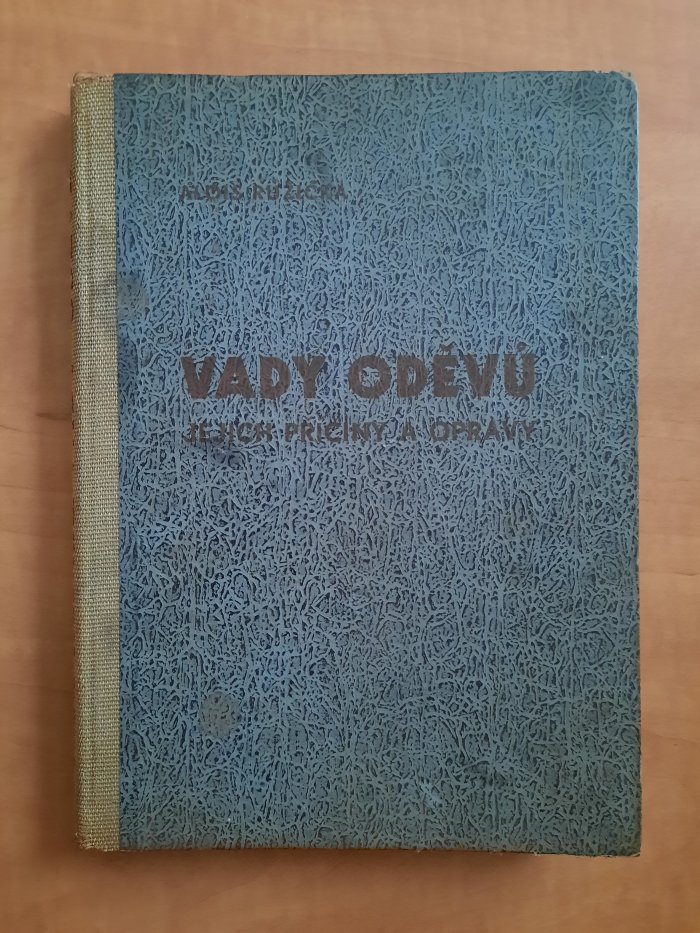 ALOIS RŮŽIČKA
VADY ODĚVŮ
JEJICH PŘÍČINY A OPRAVY